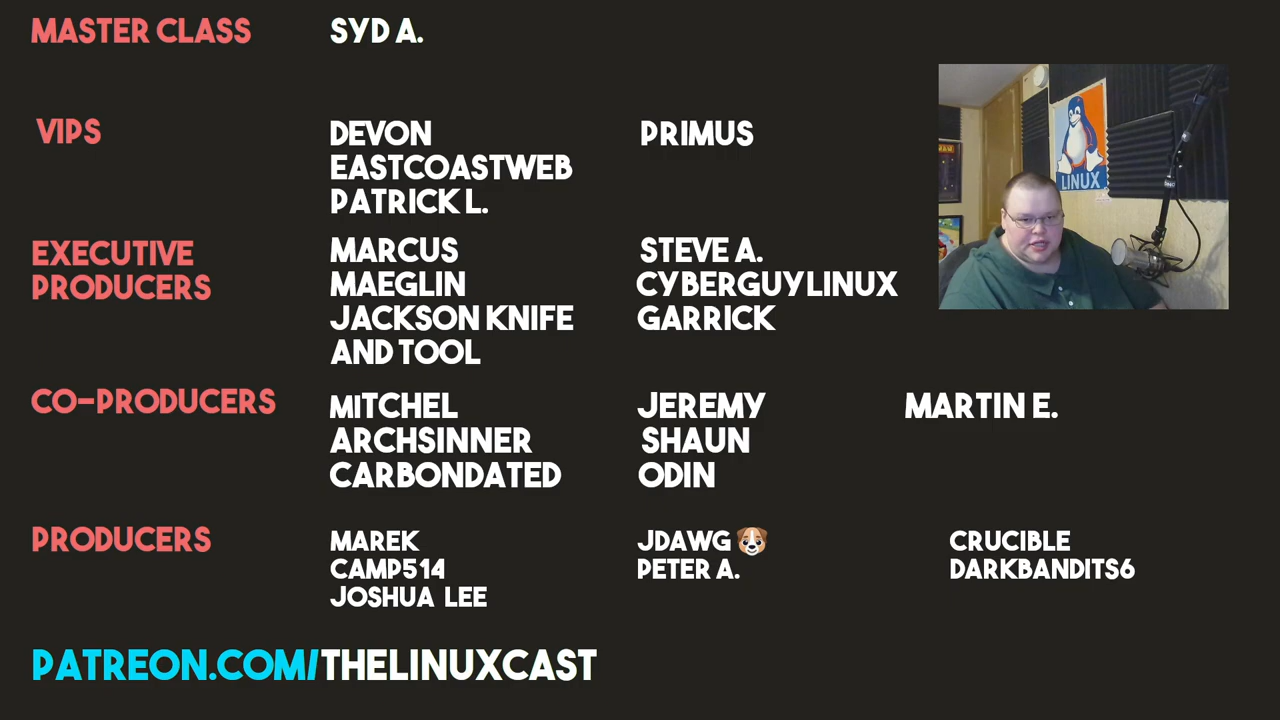 MASTER CLASS
SYD A.
VIPS
DEVON
EASTCOASTWEB
PATRICK L.
PRIMUS
EXECUTIVE
PRODUCERS
MARCUS
MAEGLIN
JACKSON KNIFE
AND TOOL
STEVE A.
CYBERGUYLINUX
GARRICK
CO-PRODUCERS
MITCHEL
ARCHSINNER
CARBONDATED
JEREMY
SHAUN
ODIN
MARTIN E.
PRODUCERS
MAREK
CAMP514
JOSHUA LEE
JDAWG 🐶
PETER A.
CRUCIBLE
DARKBANDITS6
PATREON.COM/THELINUXCAST
LINUX